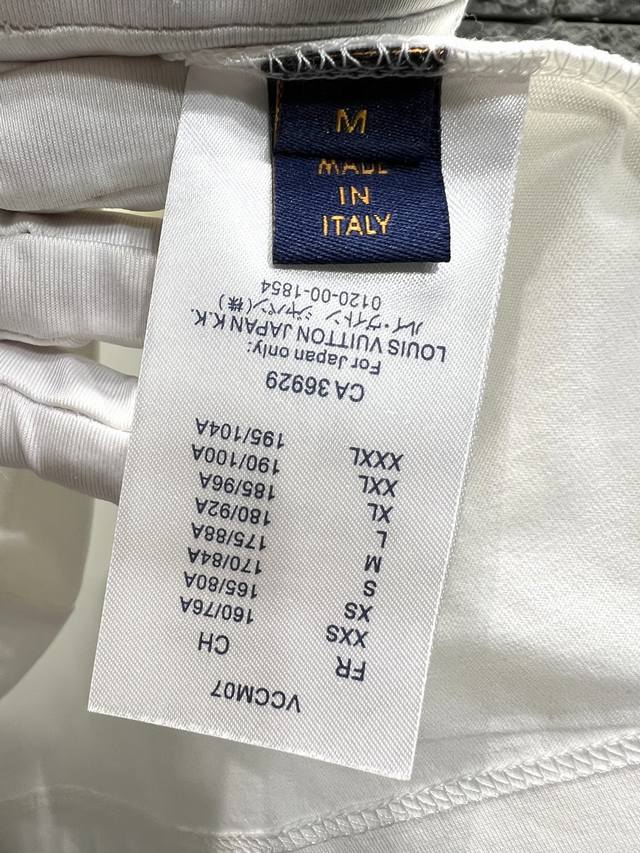 M
MADE
IN
ITALY
VCCM07
FR CH
XXS 160/76A
XS 165/80A
S 170/84A
M 175/88A
L 180/92A
XL 185/96A
XXL 190/100A
XXXL 195/104A
CA 36929
For Japan only:
LOUIS VUITTON JAPAN K.K.
ルイ・ヴィトン ジャパン(株)
0120-00-1854